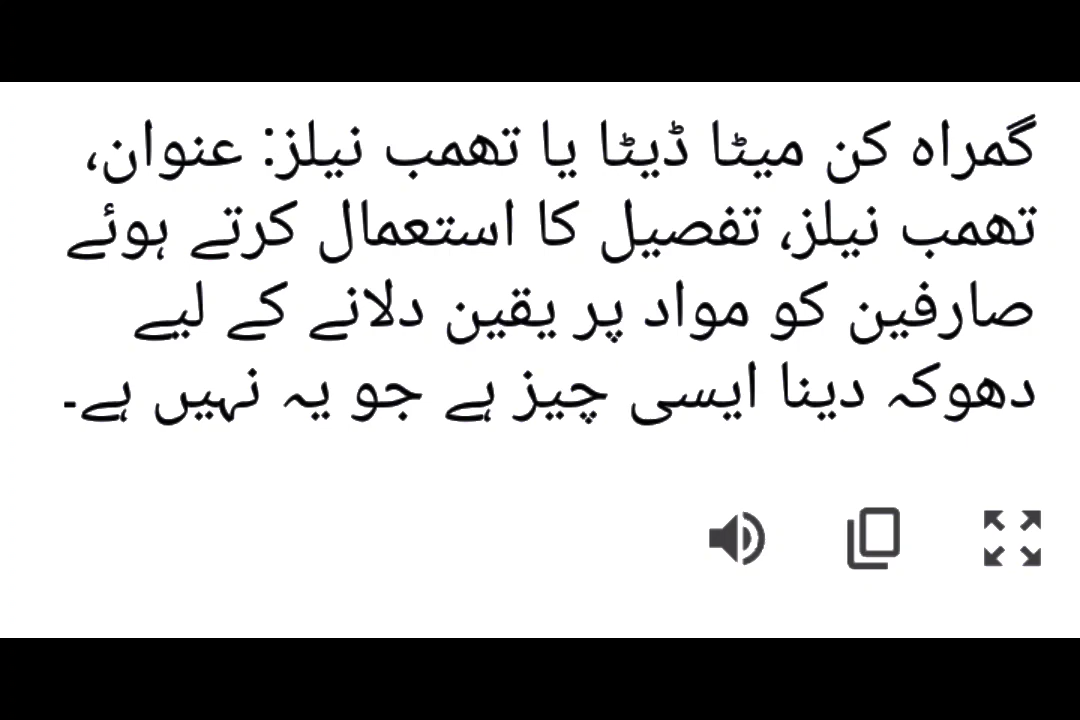 گمراہ کن میٹا ڈیٹا یا تھمب نیلز: عنوان،
تھمب نیلز، تفصیل کا استعمال کرتے ہوئے
صارفین کو مواد پر یقین دلانے کے لیے
دھوکہ دینا ایسی چیز ہے جو یہ نہیں ہے۔